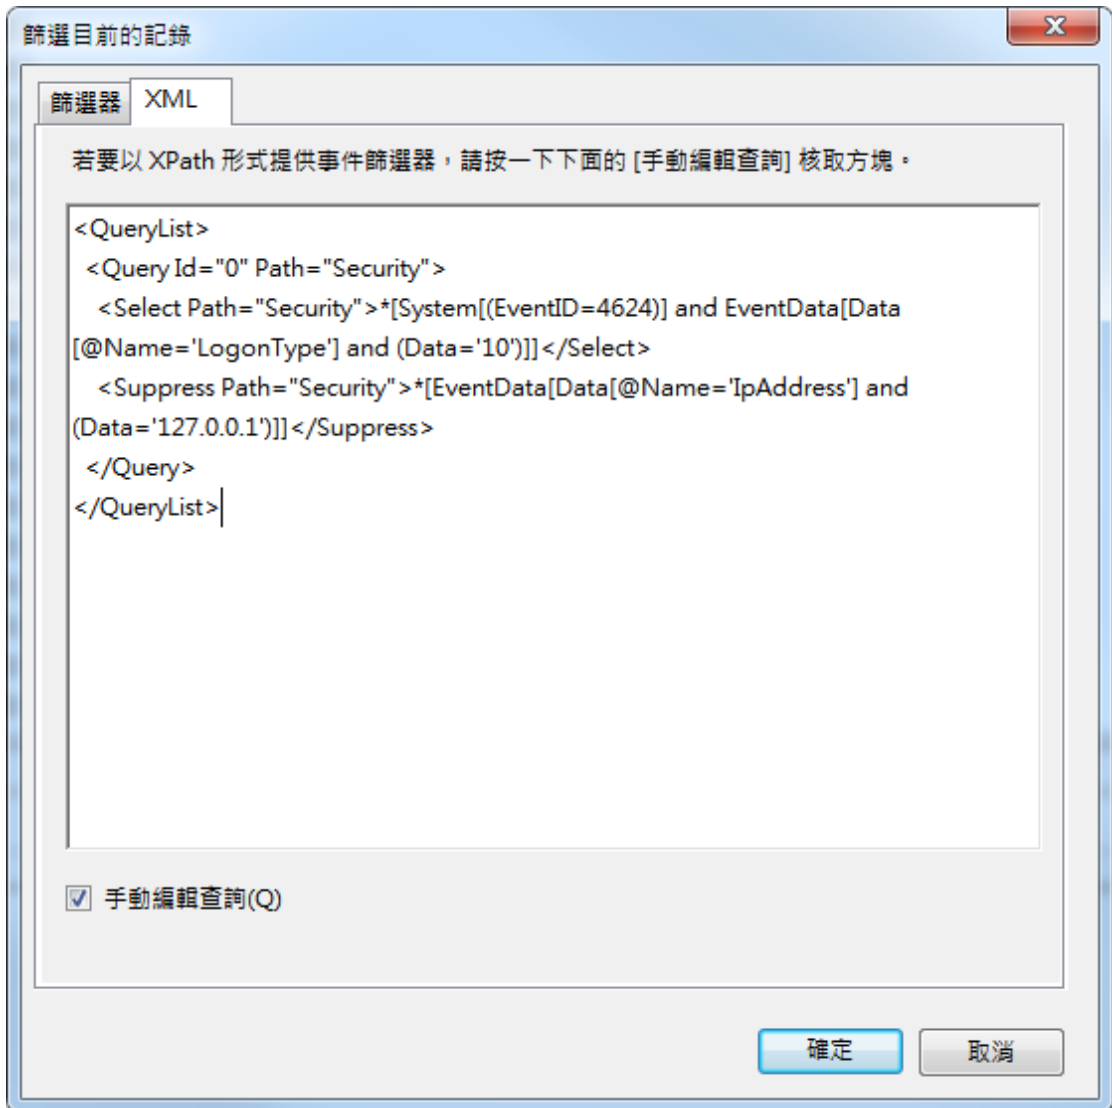 篩選目前的記錄
篩選器 XML
若要以 XPath 形式提供事件篩選器，請按一下下面的 [手動編輯查詢] 核取方塊。
<QueryList>
<Query Id="0" Path="Security">
<Select Path="Security">*[System[(EventID=4624)] and EventData[Data
[@Name='LogonType'] and (Data='10')]]</Select>
<Suppress Path="Security">*[EventData[Data[@Name='IpAddress'] and
(Data='127.0.0.1')]]</Suppress>
</Query>
</QueryList>
手動編輯查詢(Q)
確定 取消